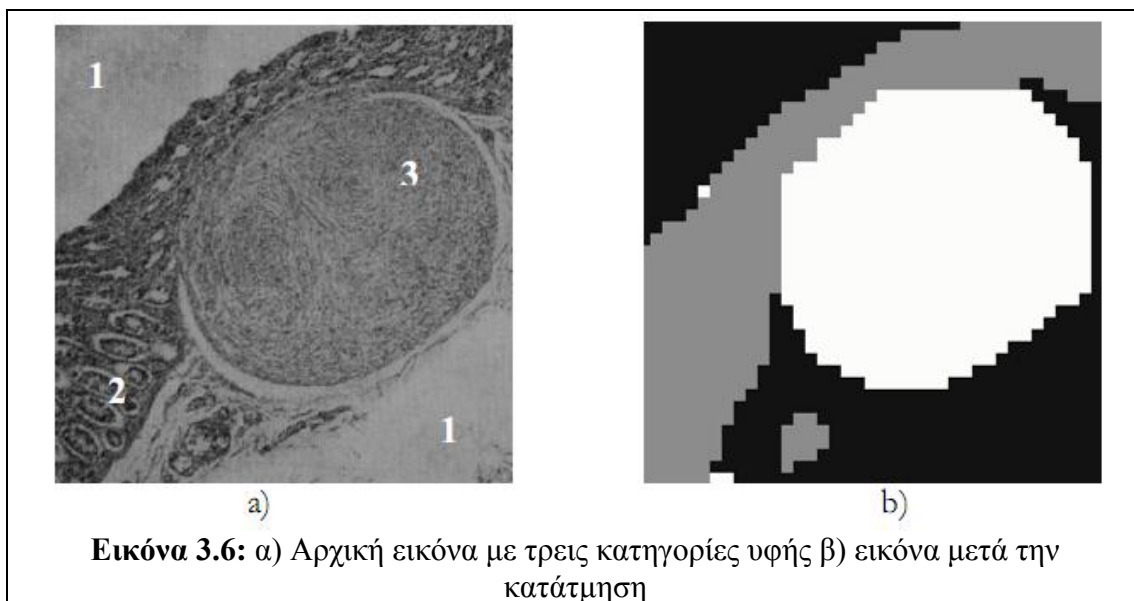 1
3
2
1
a)
b)
Εικόνα 3.6: α) Αρχική εικόνα με τρεις κατηγορίες υφής β) εικόνα μετά την
κατάτμηση